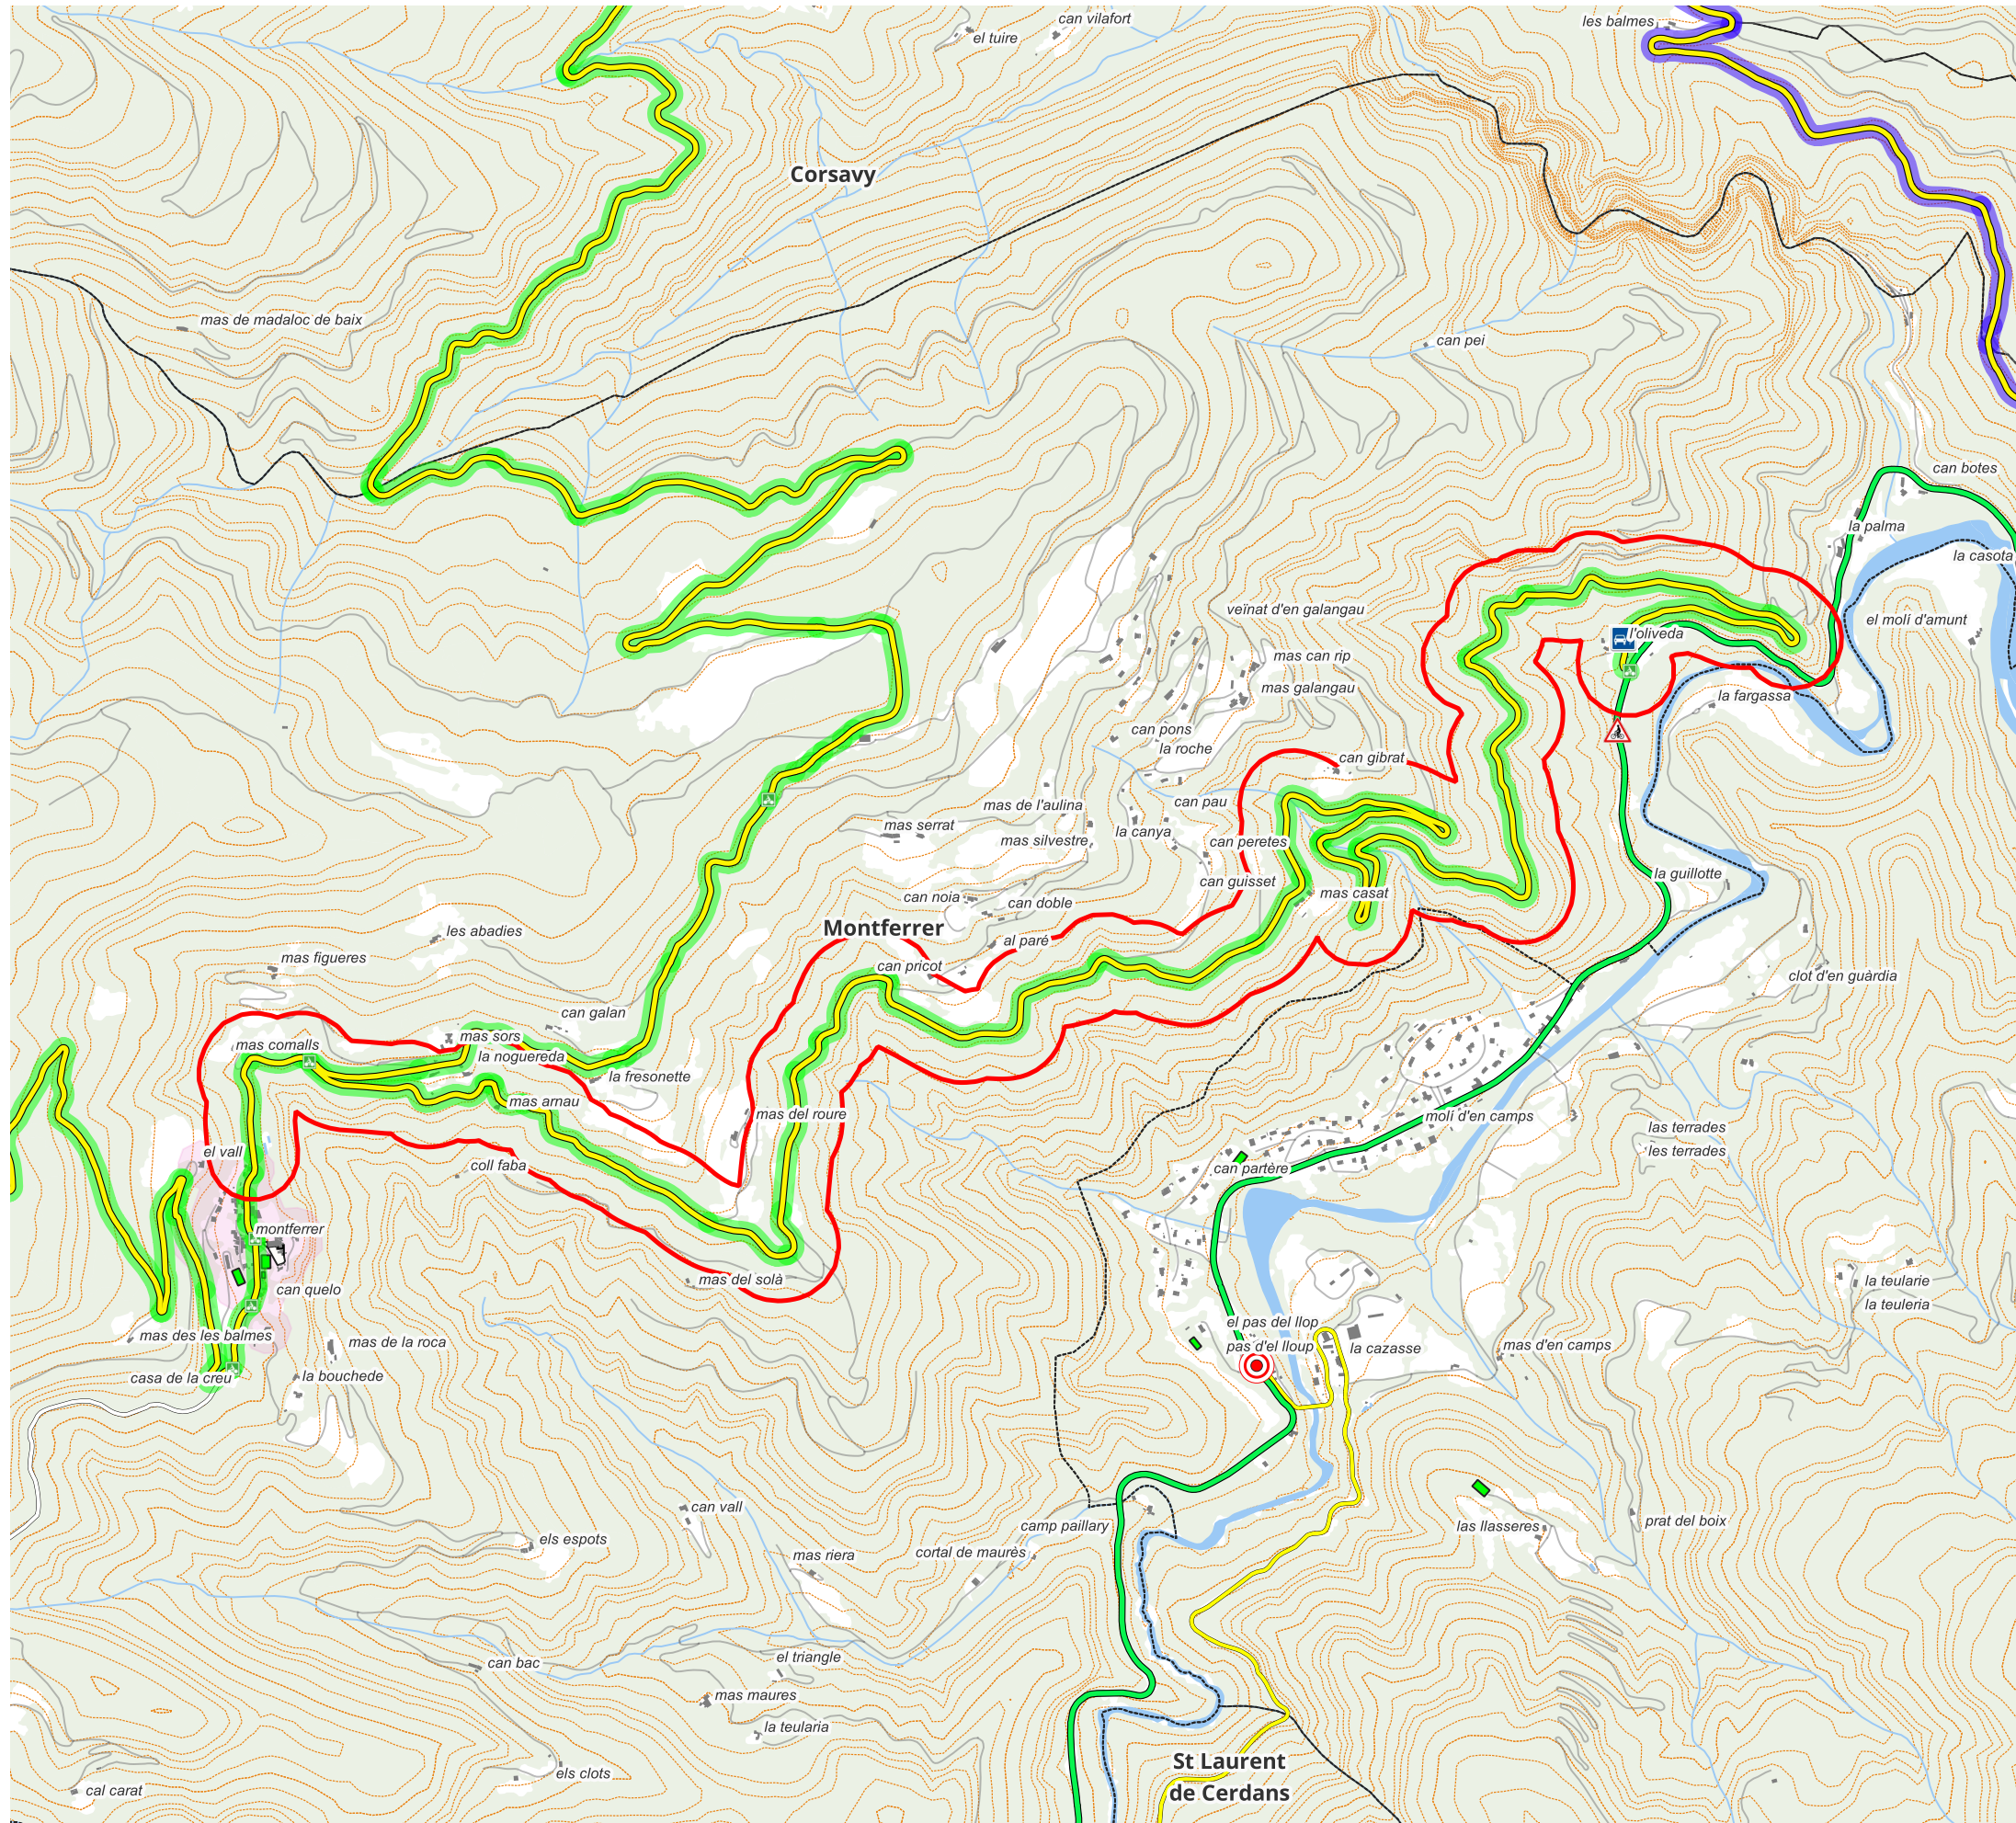 can vilafort
el tuire
les balmes
Corsavy
mas de madaloc de baix
can pei
can botes
la palma
la casota
veïnat d'en galangau
el molí d'amunt
l'oliveda
mas can rip
mas galangau
la fargassa
can pons
la roche
can gibrat
mas de l'aulina
can pau
mas serrat
la canya
mas silvestre
can peretes
la guillotte
can guisset
mas casat
can noia
can doble
Montferrer
les abadies
al paré
mas figueres
can pricot
clot d'en guàrdia
can galan
mas sors
mas comalls
la noguereda
la fresonette
mas arnau
mas del roure
molí d'en camps
las terrades
les terrades
el vall
coll faba
can partère
montferrer
mas del solà
la teularie
can quelo
la teuleria
el pas del llop
mas des les balmes
mas de la roca
pas d'el lloup
la cazasse
mas d'en camps
casa de la creu
la bouchede
can vall
camp paillary
las llasseres
prat del boix
els espots
mas riera
cortal de maurès
el triangle
can bac
mas maures
la teularia
St Laurent
de Cerdans
els clots
cal carat